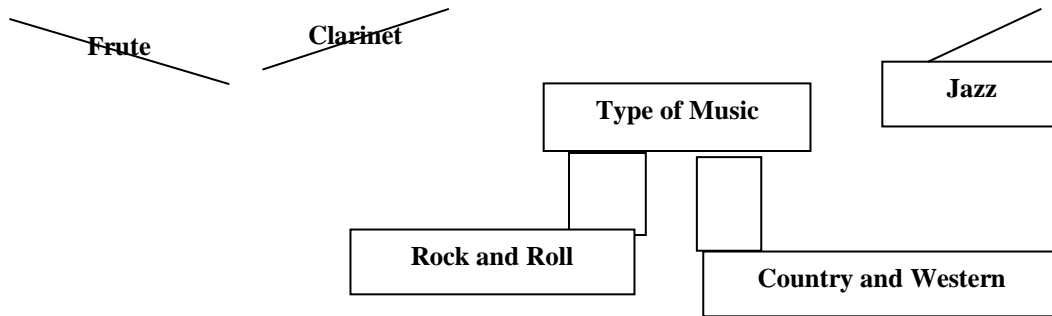 Frute
Clarinet
Jazz
Type of Music
Rock and Roll
Country and Western